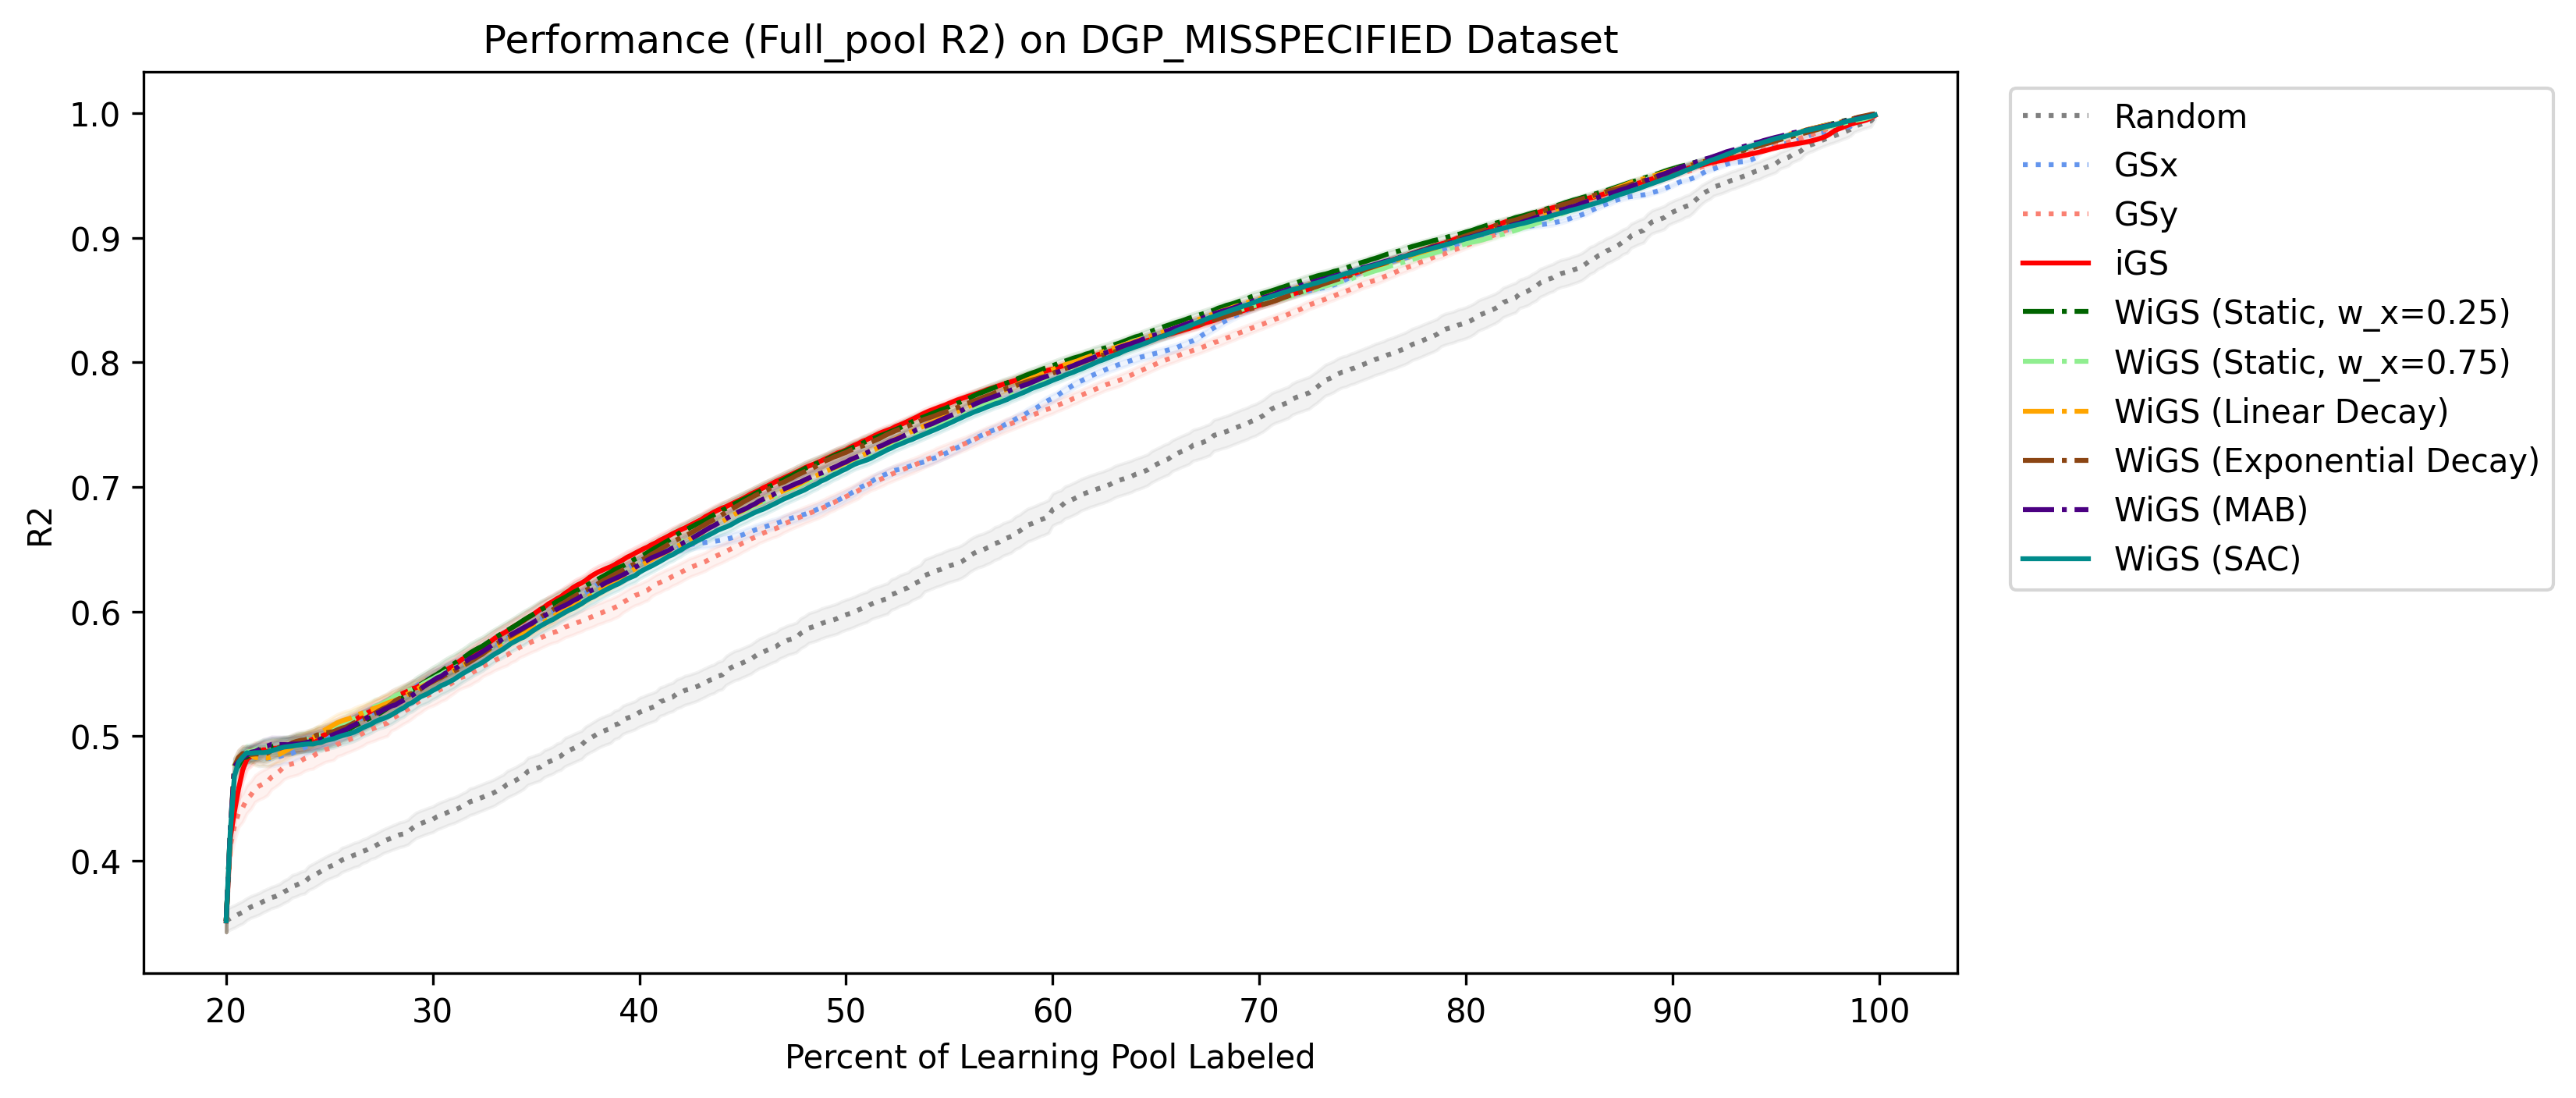 Performance (Full_pool R2) on DGP_MISSPECIFIED Dataset
1.0
0.9
0.8
0.7
0.6
0.5
0.4
R2
20 30 40 50 60 70 80 90 100
Percent of Learning Pool Labeled
Random
GSx
GSy
iGS
WiGS (Static, w_x=0.25)
WiGS (Static, w_x=0.75)
WiGS (Linear Decay)
WiGS (Exponential Decay)
WiGS (MAB)
WiGS (SAC)